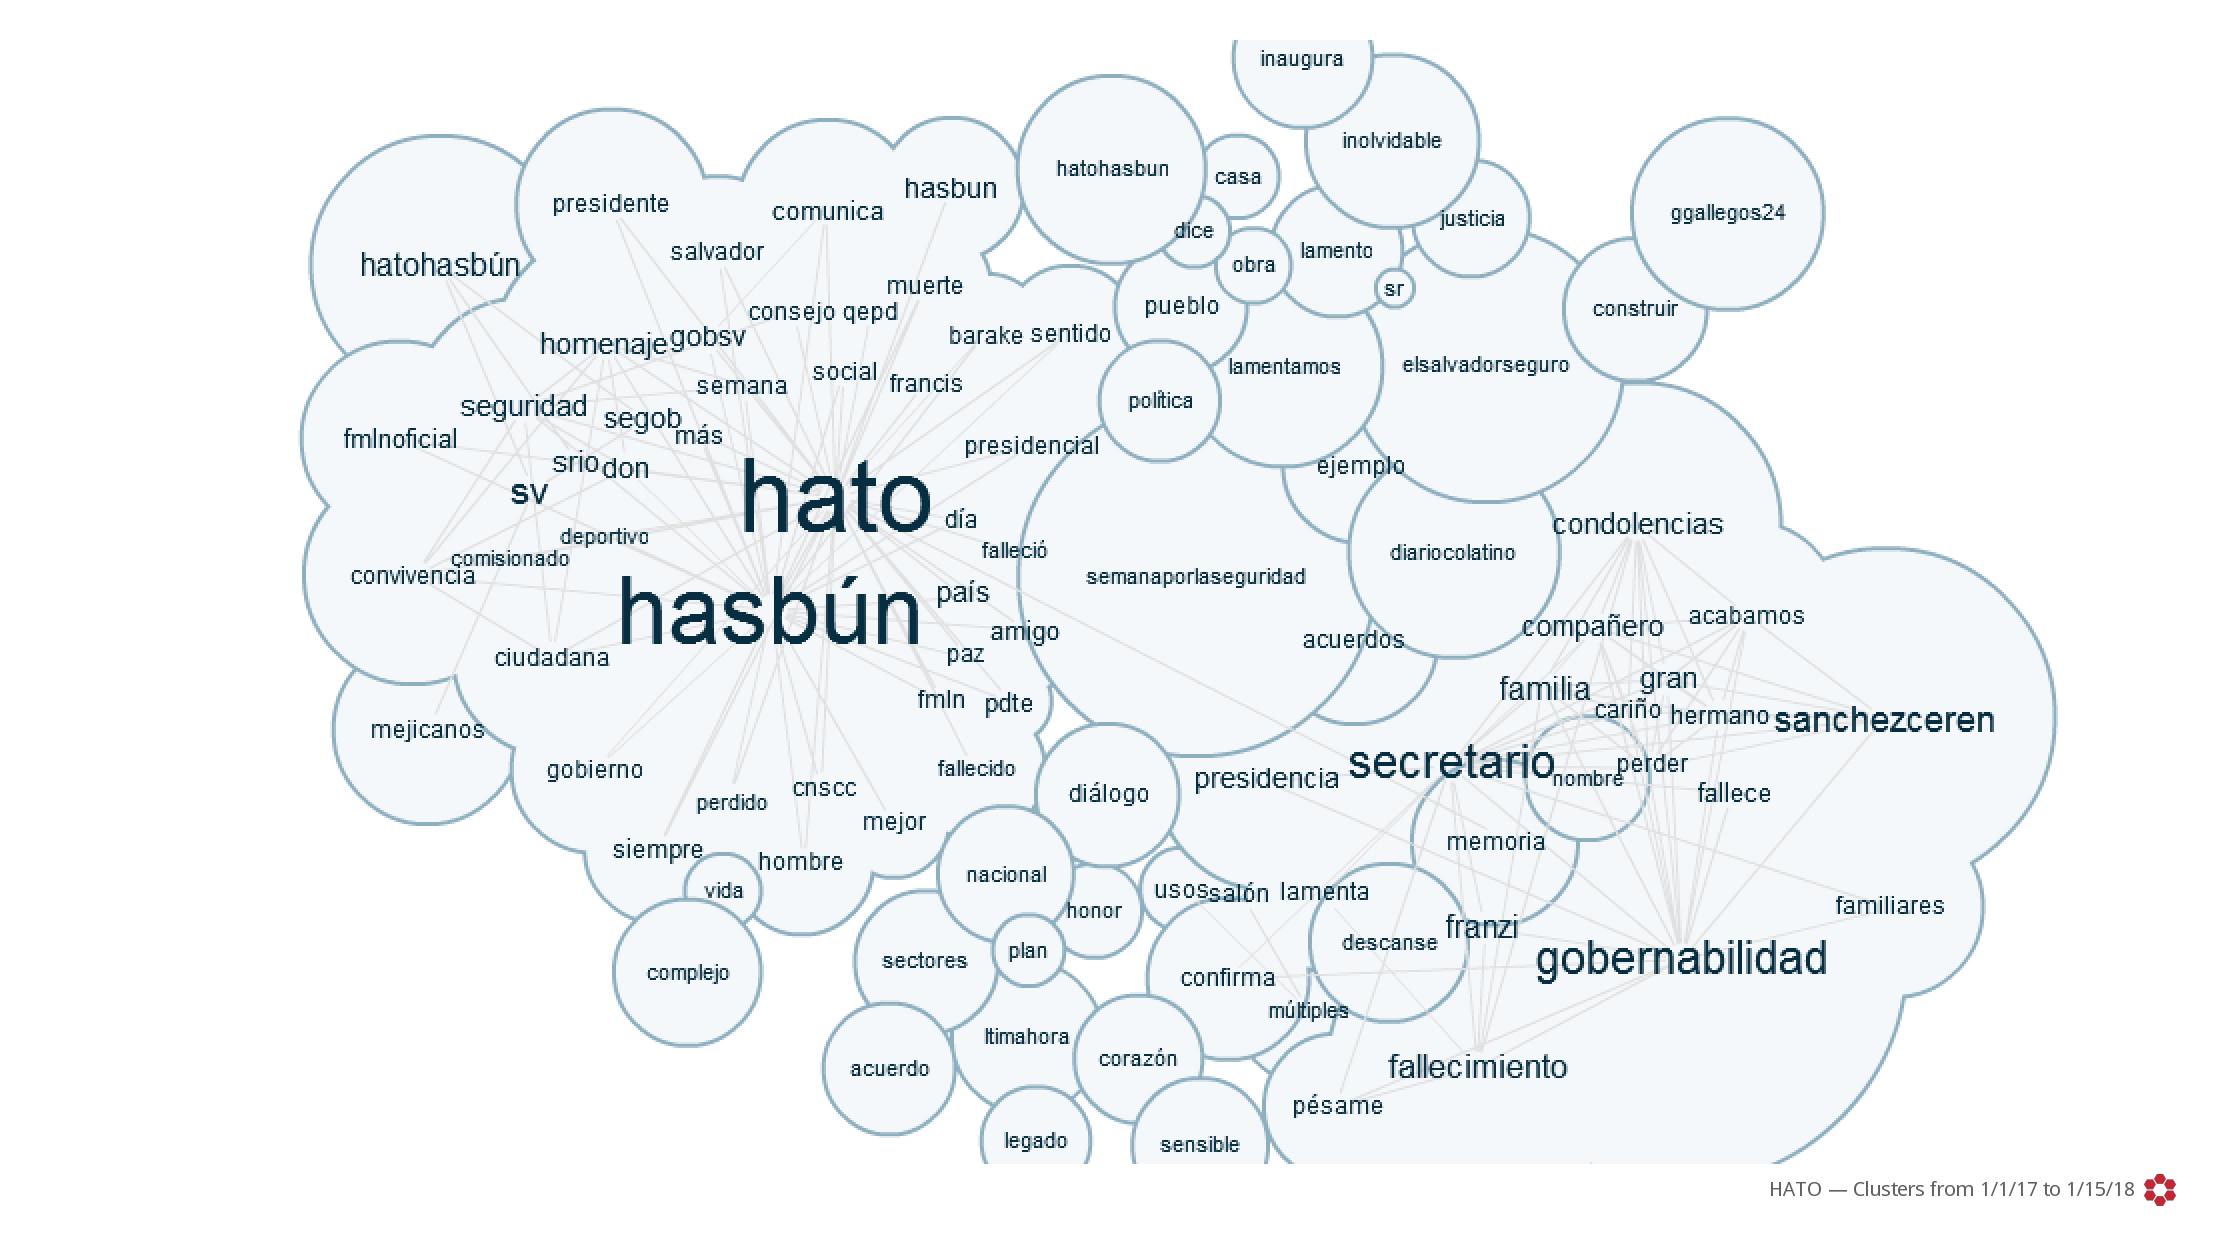 inaugura
inolvidable
hatohasbun
casa
ggallegos24
hasbun
presidente
comunica
justicia
dice
salvador
lamento
hatohasbún
obra
muerte
sr
consejo qepd
pueblo
construir
homenaje
gobsv
barake
sentido
social
francis
semana
lamentamos
elsalvadorseguro
política
seguridad
segob
más
fmlnoficial
presidencial
srio
don
ejemplo
sv
hato
día
condolencias
deportivo
falleció
diariocolatino
comisionado
convivencia
semanaporlaseguridad
país
hasbún
amigo
acuerdos
compañero
acabamos
paz
ciudadana
familia
gran
fmln
pdte
cariño
hermano
sanchezceren
mejicanos
secretario
perder
gobierno
fallecido
presidencia
nombre
perdido
cnscc
diálogo
fallece
mejor
memoria
siempre
hombre
vida
nacional
usos
salón
lamenta
honor
familiares
franzi
descanse
plan
sectores
gobernabilidad
complejo
confirma
múltiples
ltimahora
acuerdo
corazón
fallecimiento
pésame
legado
sensible
HATO — Clusters from 1/1/17 to 1/15/18